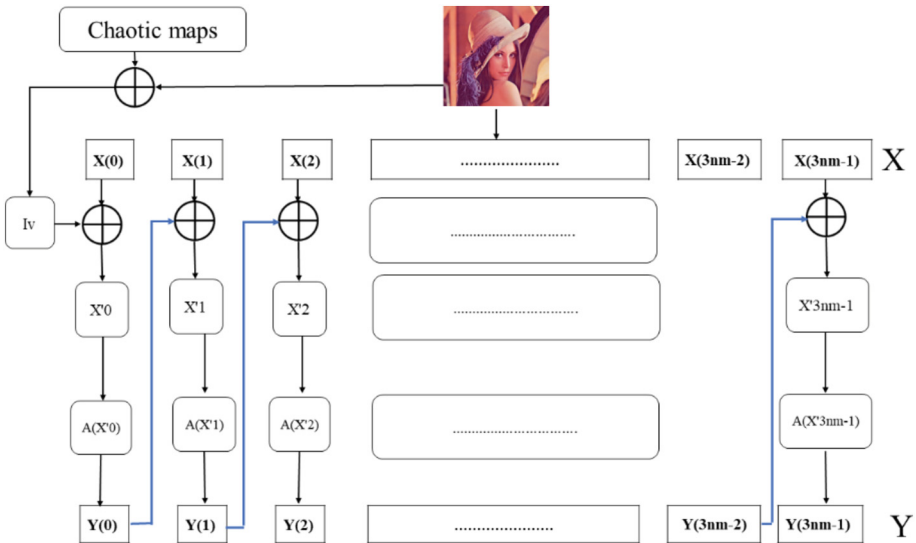 Chaotic maps
X(0) X(1) X(2) ...................... X(3nm-2) X(3nm-1) X
Iv ................................
X'0 X'1 X'2 ................................ X'3nm-1
A(X'0) A(X'1) A(X'2) ................................ A(X'3nm-1)
Y(0) Y(1) Y(2) ...................... Y(3nm-2) Y(3nm-1) Y